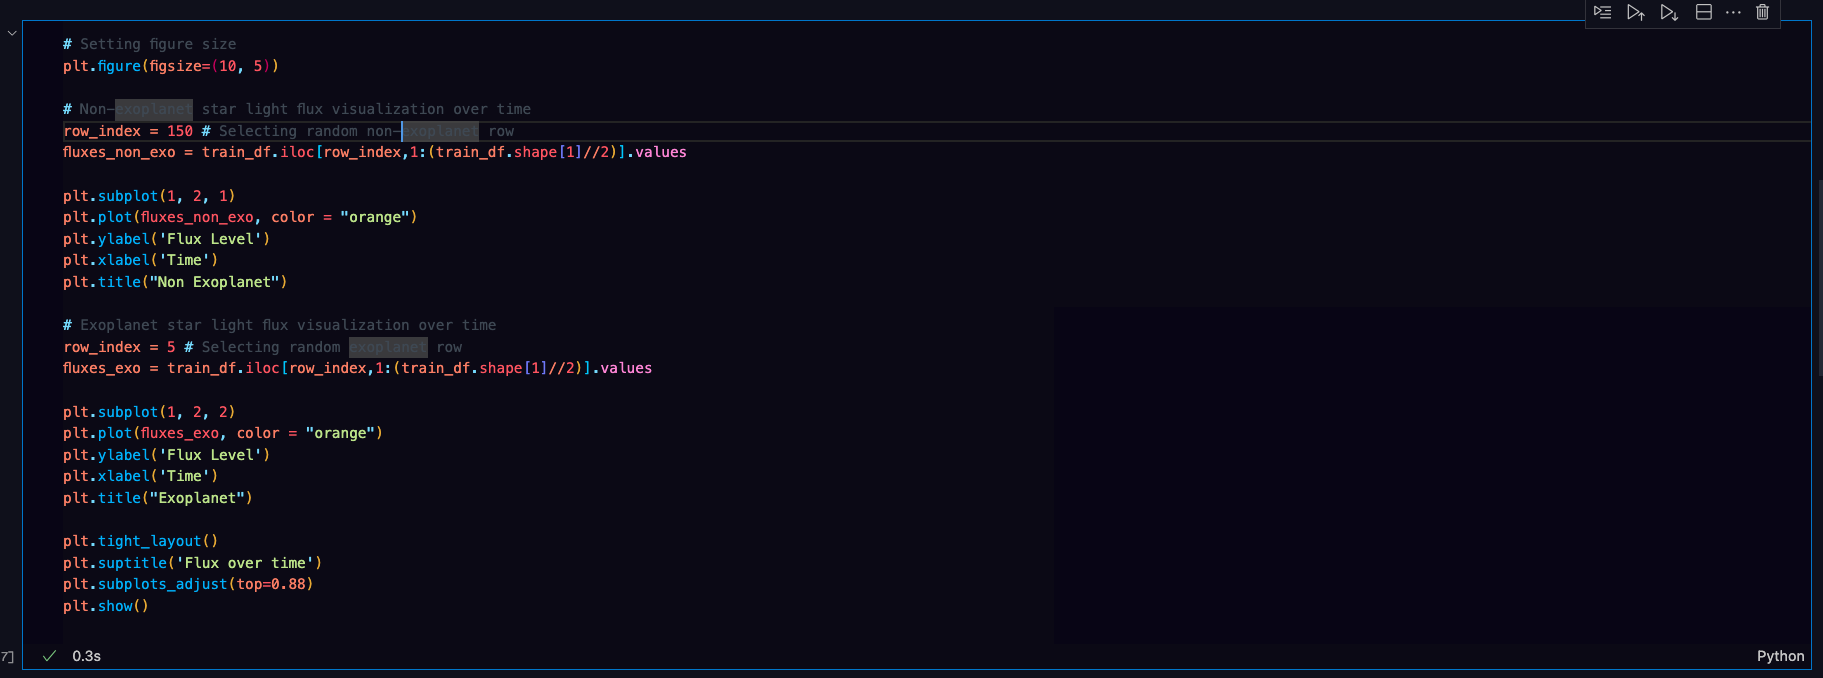 # Setting figure size
plt.figure(figsize=(10, 5))
# Non-exoplanet star light flux visualization over time
row_index = 150 # Selecting random non-exoplanet row
fluxes_non_exo = train_df.iloc[row_index,1:(train_df.shape[1]//2)].values
plt.subplot(1, 2, 1)
plt.plot(fluxes_non_exo, color = "orange")
plt.ylabel('Flux Level')
plt.xlabel('Time')
plt.title("Non Exoplanet")
# Exoplanet star light flux visualization over time
row_index = 5 # Selecting random exoplanet row
fluxes_exo = train_df.iloc[row_index,1:(train_df.shape[1]//2)].values
plt.subplot(1, 2, 2)
plt.plot(fluxes_exo, color = "orange")
plt.ylabel('Flux Level')
plt.xlabel('Time')
plt.title("Exoplanet")
plt.tight_layout()
plt.suptitle('Flux over time')
plt.subplots_adjust(top=0.88)
plt.show()
7] 0.3s Python